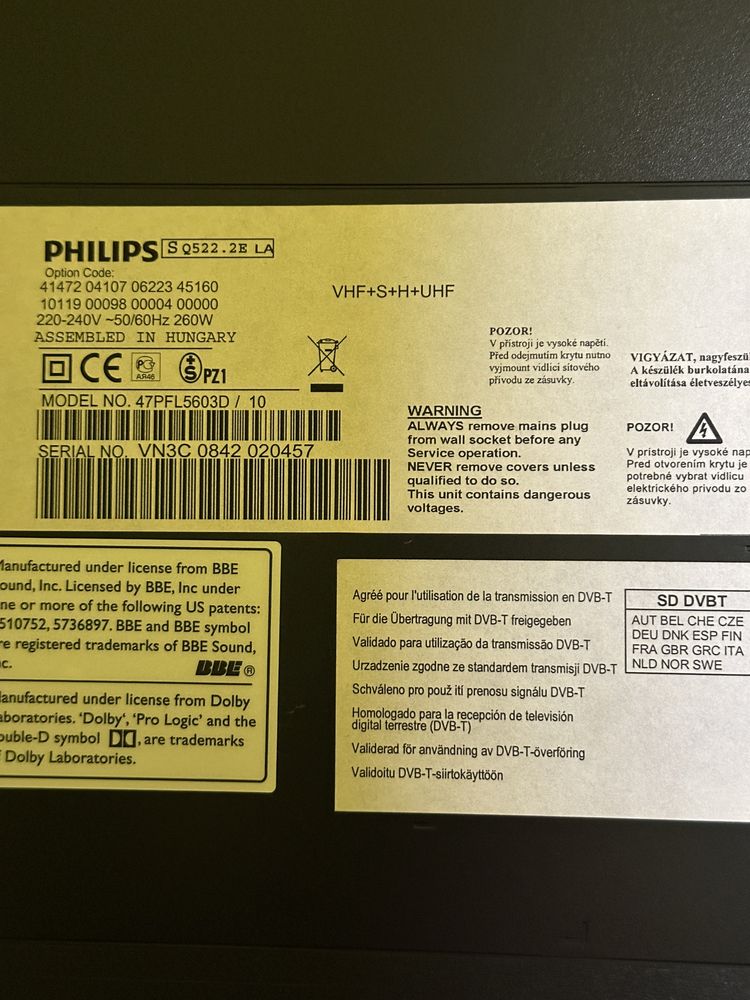 PHILIPS S Q522.2E LA
Option Code:
41472 04107 06223 45160
10119 00098 00004 00000
220-240V ~50/60Hz 260W
ASSEMBLED IN HUNGARY
CE
АЯ46
S PZ1
MODEL NO. 47PFL5603D / 10
SERIAL NO. VN3C 0842 020457
VHF+S+H+UHF
WARNING
ALWAYS remove mains plug
from wall socket before any
Service operation.
NEVER remove covers unless
qualified to do so.
This unit contains dangerous
voltages.
POZOR!
V přístroji je vysoké napětí.
Před odejmutím krytu nutno
vyjmount vidlici sítového
přívodu ze zásuvky.
VIGYÁZAT,
A készülék burkolatána
eltávolítása
POZOR!
V prístroji je vysoké
Pred otvorením krytu je
potrebné vybrat vidlicu
elektrického prívodu zo
zásuvky.
Manufactured under license from BBE
Sound, Inc. Licensed by BBE, Inc under
one or more of the following US patents:
510752, 5736897. BBE and BBE symbol
are registered trademarks of BBE Sound,
BBE ®
Manufactured under license from Dolby
Laboratories. 'Dolby', 'Pro Logic' and the
double-D symbol , are trademarks
of Dolby Laboratories.
Agréé pour l'utilisation de la transmission en DVB-T
Für die Übertragung mit DVB-T freigegeben
Validado para utilização da transmissão DVB-T
Urzadzenie zgodne ze standardem transmisji DVB-T
Schváleno pro použ ití prenosu signálu DVB-T
Homologado para la recepción de televisión
digital terrestre (DVB-T)
Validerad för användning av DVB-T-överföring
Validoitu DVB-T-siirtokäyttöön
SD DVBT
AUT BEL CHE CZE
DEU DNK ESP FIN
FRA GBR GRC ITA
NLD NOR SWE